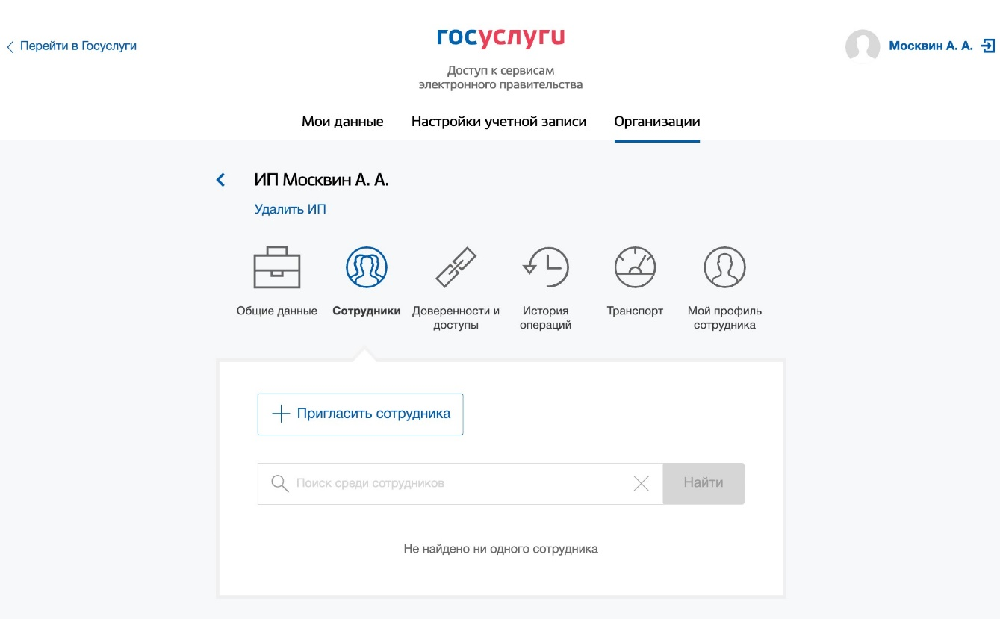 Перейти в Госуслуги
госуслуги
Москвин А. А.
Доступ к сервисам
электронного правительства
Мои данные Настройки учетной записи Организации
ИП Москвин А. А.
Удалить ИП
Общие данные
Сотрудники
Доверенности и
доступы
История
операций
Транспорт
Мой профиль
сотрудника
Пригласить сотрудника
Поиск среди сотрудников
Найти
Не найдено ни одного сотрудника